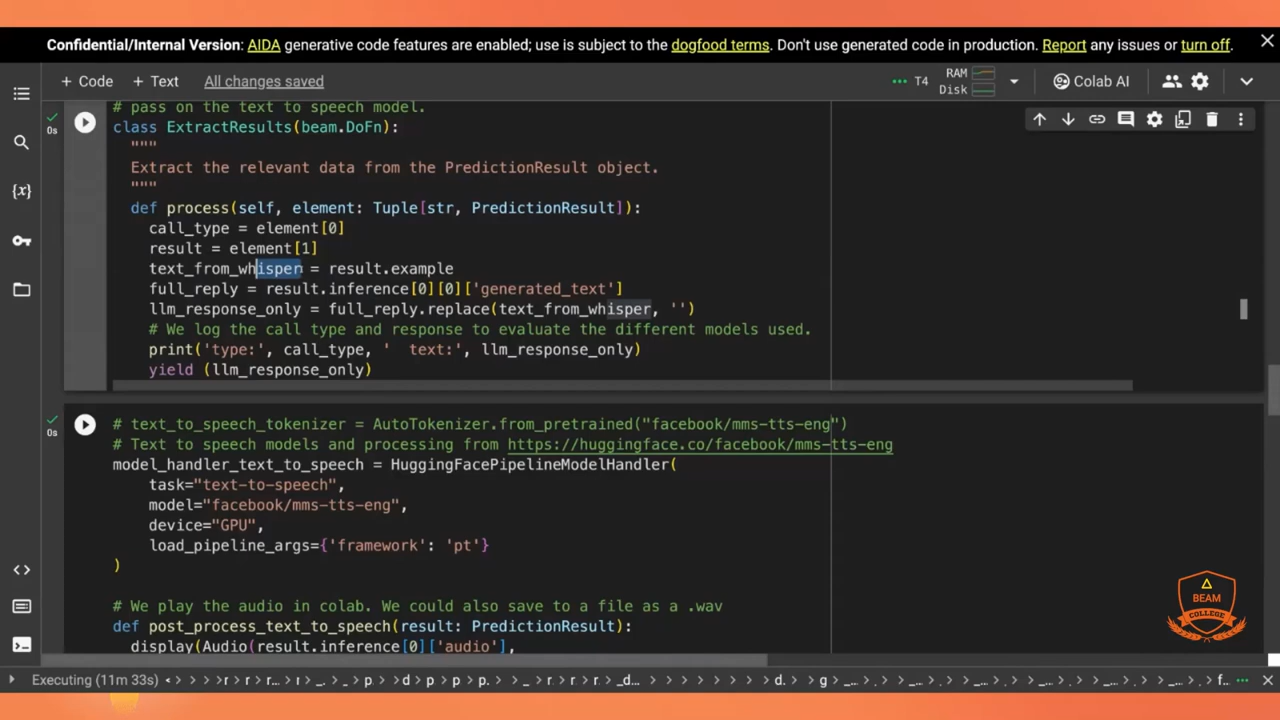 Confidential/Internal Version: AIDA generative code features are enabled; use is subject to the dogfood terms. Don't use generated code in production. Report any issues or turn off.
+ Code + Text All changes saved
T4 RAM Disk Colab AI
# pass on the text to speech model.
0s
class ExtractResults(beam.DoFn):
"""
Extract the relevant data from the PredictionResult object.
"""
def process(self, element: Tuple[str, PredictionResult]):
call_type = element[0]
result = element[1]
text_from_whisper = result.example
full_reply = result.inference[0][0]['generated_text']
llm_response_only = full_reply.replace(text_from_whisper, '')
# We log the call type and response to evaluate the different models used.
print('type:', call_type, '  text:', llm_response_only)
yield (llm_response_only)
0s
# text_to_speech_tokenizer = AutoTokenizer.from_pretrained("facebook/mms-tts-eng")
# Text to speech models and processing from https://huggingface.co/facebook/mms-tts-eng
model_handler_text_to_speech = HuggingFacePipelineModelHandler(
task="text-to-speech",
model="facebook/mms-tts-eng",
device="GPU",
load_pipeline_args={'framework': 'pt'}
)
# We play the audio in colab. We could also save to a file as a .wav
def post_process_text_to_speech(result: PredictionResult):
display(Audio(result.inference[0]['audio'],
BEAM
COLLEGE
Executing (11m 33s)